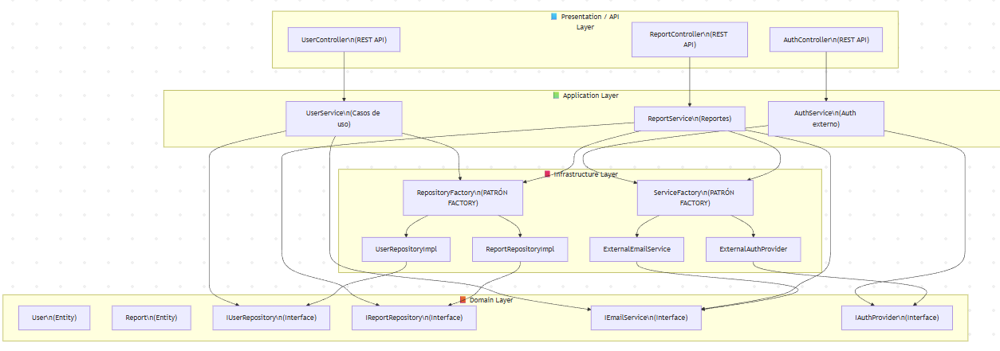 📘 Presentation / API
Layer
UserController\n(REST API)
ReportController\n(REST
API)
AuthController\n(REST API)
📗 Application Layer
UserService\n(Casos de
uso)
ReportService\n(Reportes)
AuthService\n(Auth
externo)
📕 Infrastructure Layer
RepositoryFactory\n(PATRÓN
FACTORY)
ServiceFactory\n(PATRÓN
FACTORY)
UserRepositoryImpl
ReportRepositoryImpl
ExternalEmailService
ExternalAuthProvider
📙 Domain Layer
User\n(Entity)
Report\n(Entity)
IUserRepository\n(Interface)
IReportRepository\n(Interface)
IEmailService\n(Interface)
IAuthProvider\n(Interface)